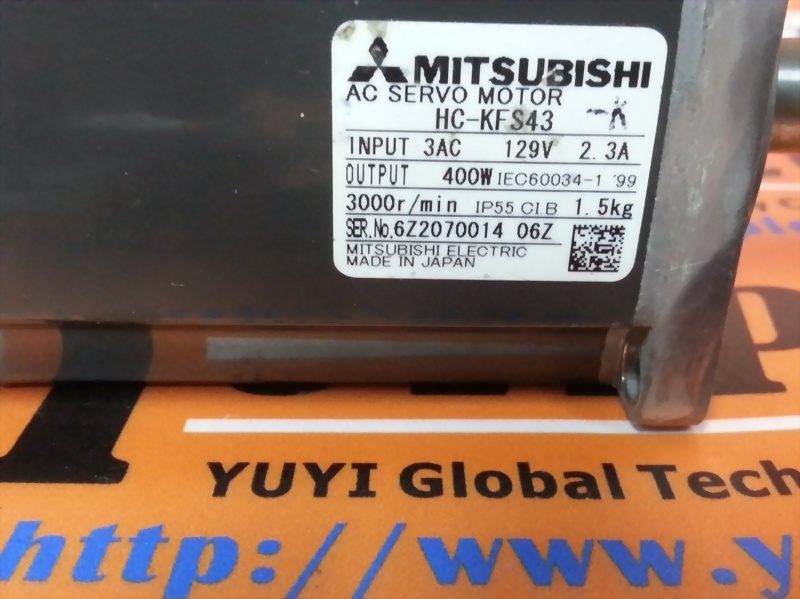 MITSUBISHI
AC SERVO MOTOR
HC-KFS43 -K
INPUT 3AC 129V 2.3A
OUTPUT 400W IEC60034-1 '99
3000r/min IP55 Cl.B 1.5kg
SER.No.6Z2070014 06Z
MITSUBISHI ELECTRIC
MADE IN JAPAN
YUYI Global Tech
http://www.y